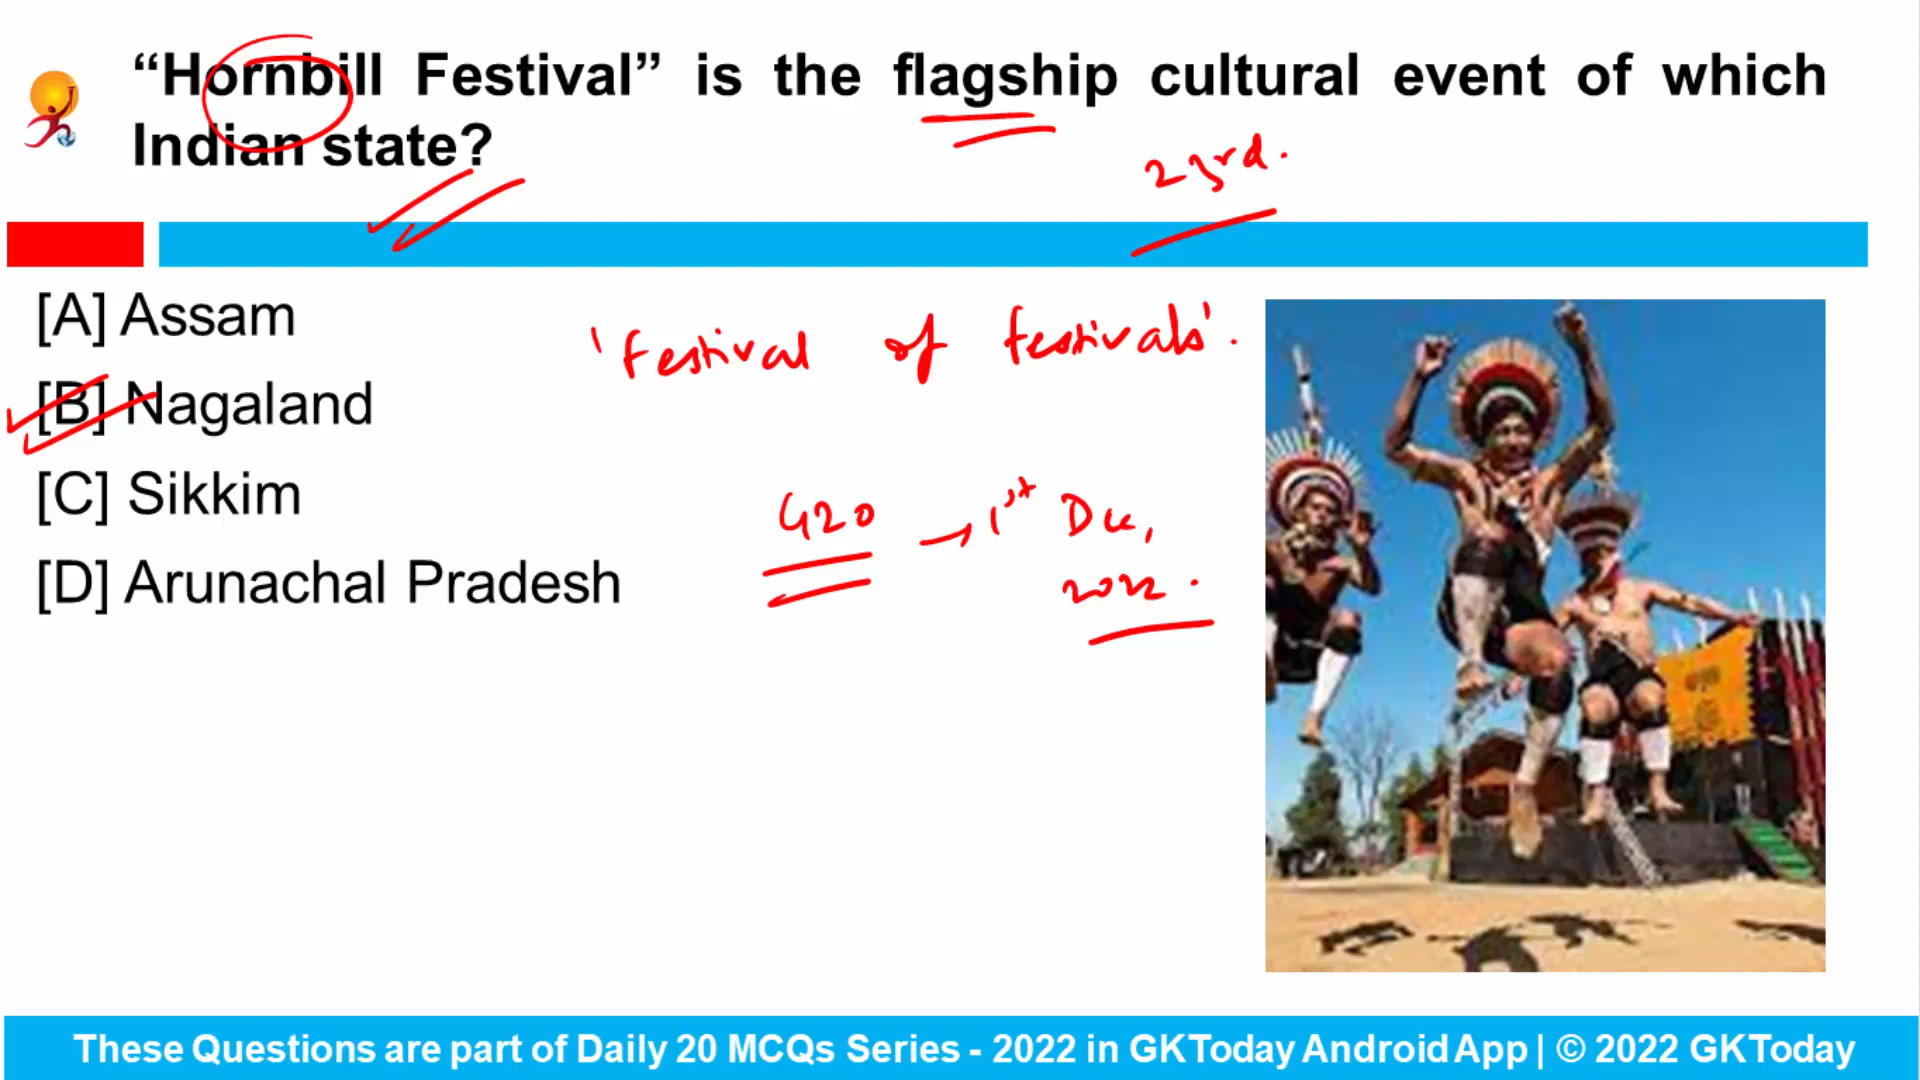 “Hornbill Festival” is the flagship cultural event of which
Indian state?
23rd.
[A] Assam
'Festival of festivals'.
[B] Nagaland
[C] Sikkim
G20 → 1st Dec,
2022.
[D] Arunachal Pradesh
These Questions are part of Daily 20 MCQs Series - 2022 in GKToday Android App | © 2022 GKToday